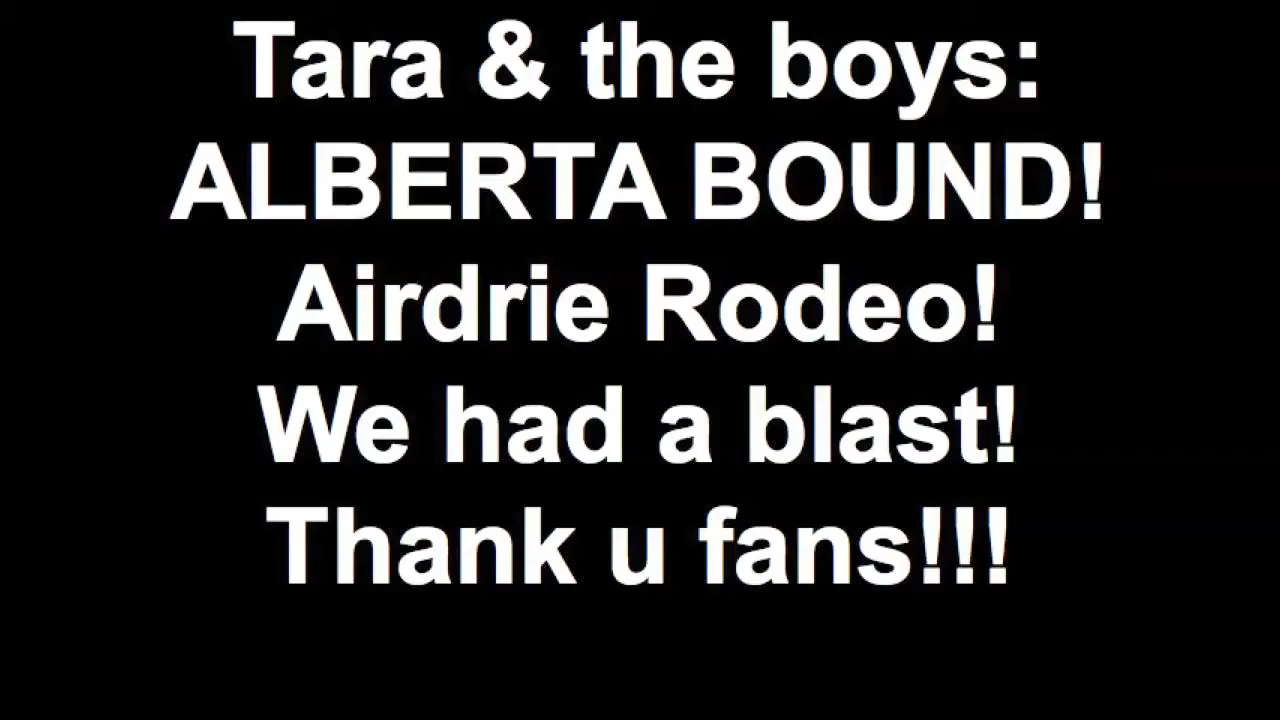 Tara & the boys:
ALBERTA BOUND!
Airdrie Rodeo!
We had a blast!
Thank u fans!!!